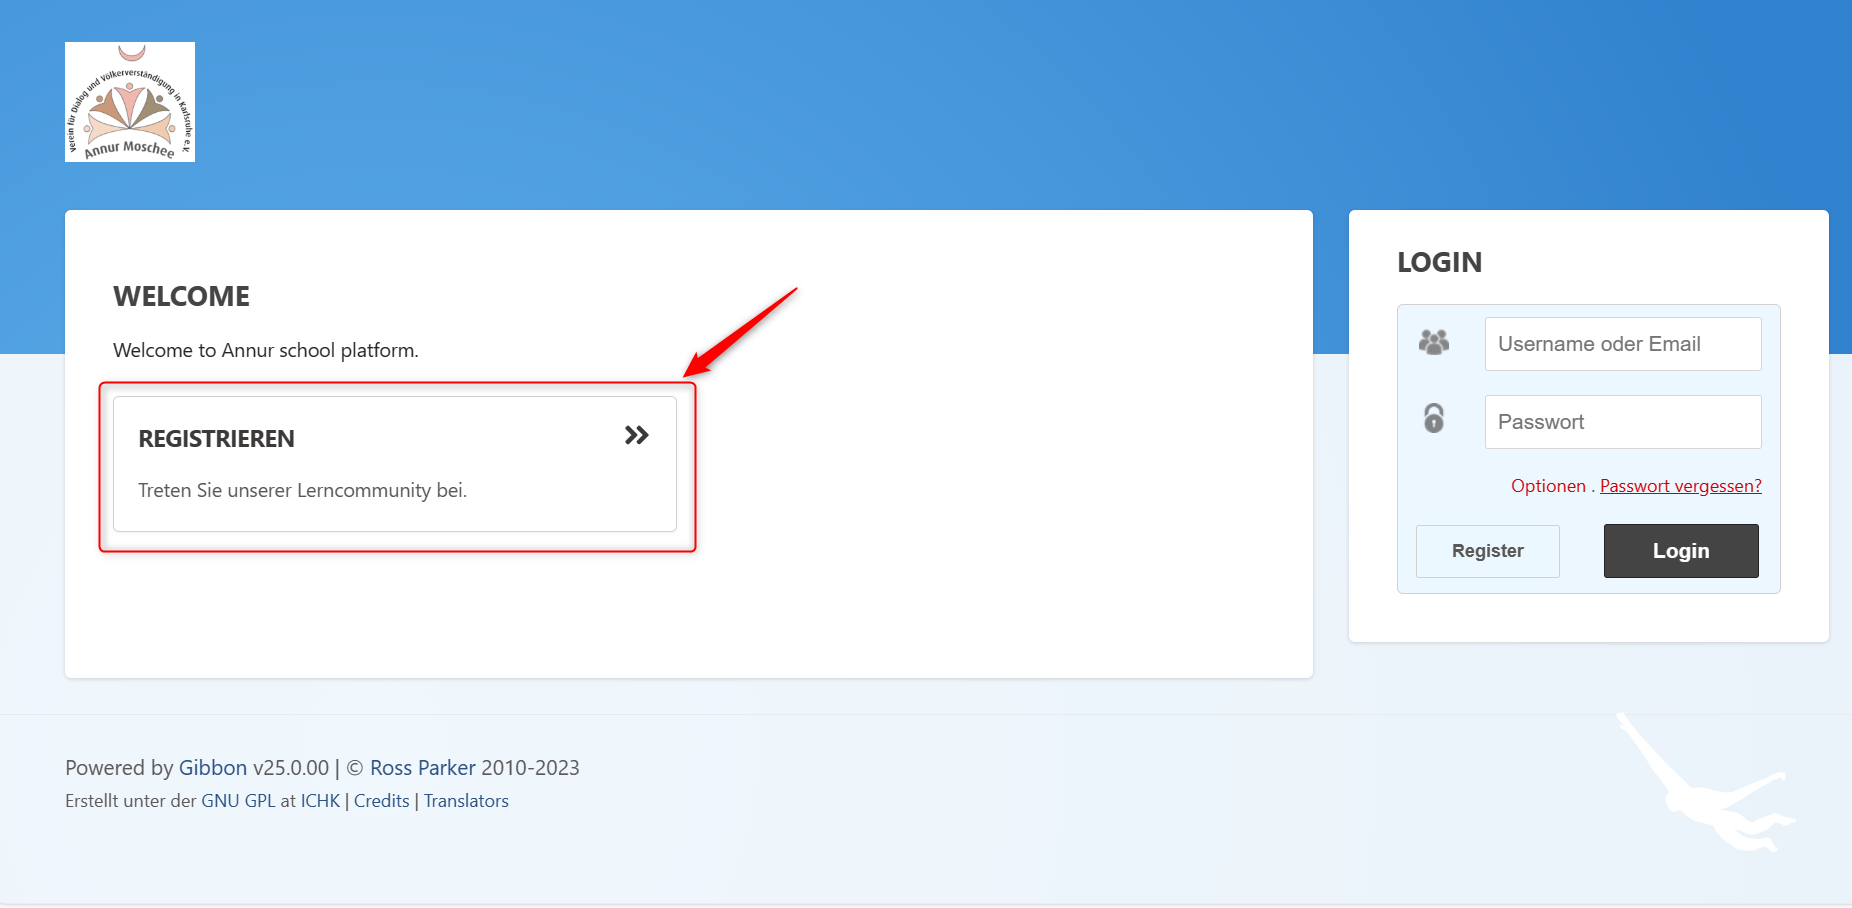 Verein für Dialog und Völkerverständigung in Karlsruhe e.V.
Annur Moschee
WELCOME
Welcome to Annur school platform.
REGISTRIEREN
Treten Sie unserer Lerncommunity bei.
LOGIN
Username oder Email
Passwort
Optionen . Passwort vergessen?
Register
Login
Powered by Gibbon v25.0.00 | © Ross Parker 2010-2023
Erstellt unter der GNU GPL at ICHK | Credits | Translators